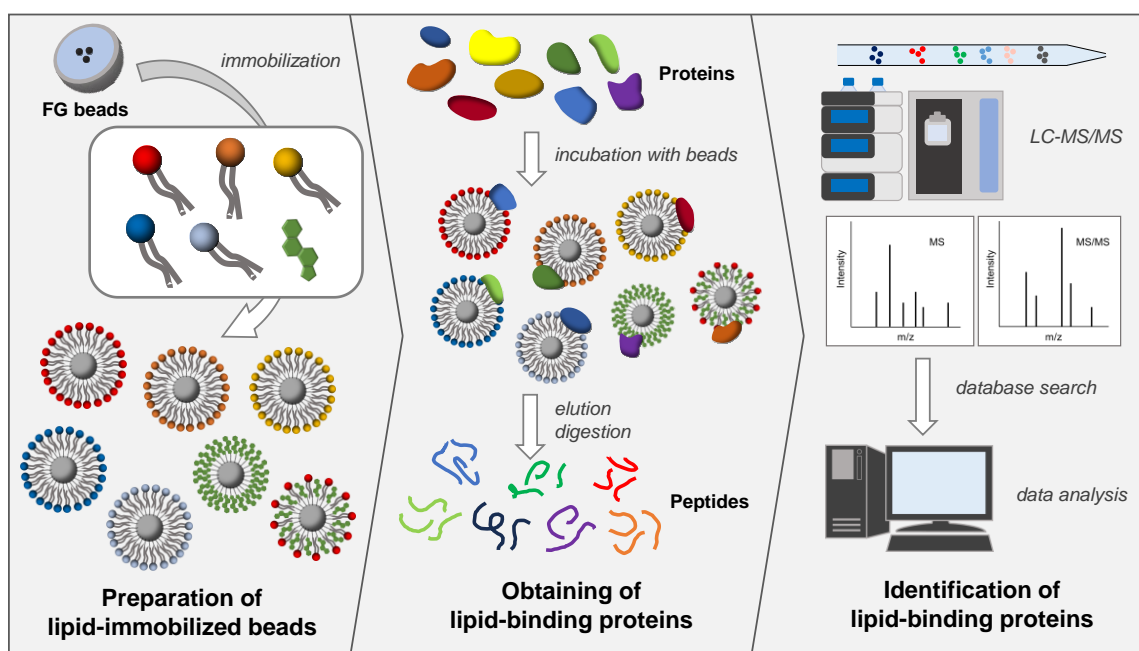 immobilization
FG beads
Preparation of
lipid-immobilized beads
Proteins
incubation with beads
elution
digestion
Peptides
Obtaining of
lipid-binding proteins
LC-MS/MS
MS
Intensity
m/z
MS/MS
Intensity
m/z
database search
data analysis
Identification of
lipid-binding proteins